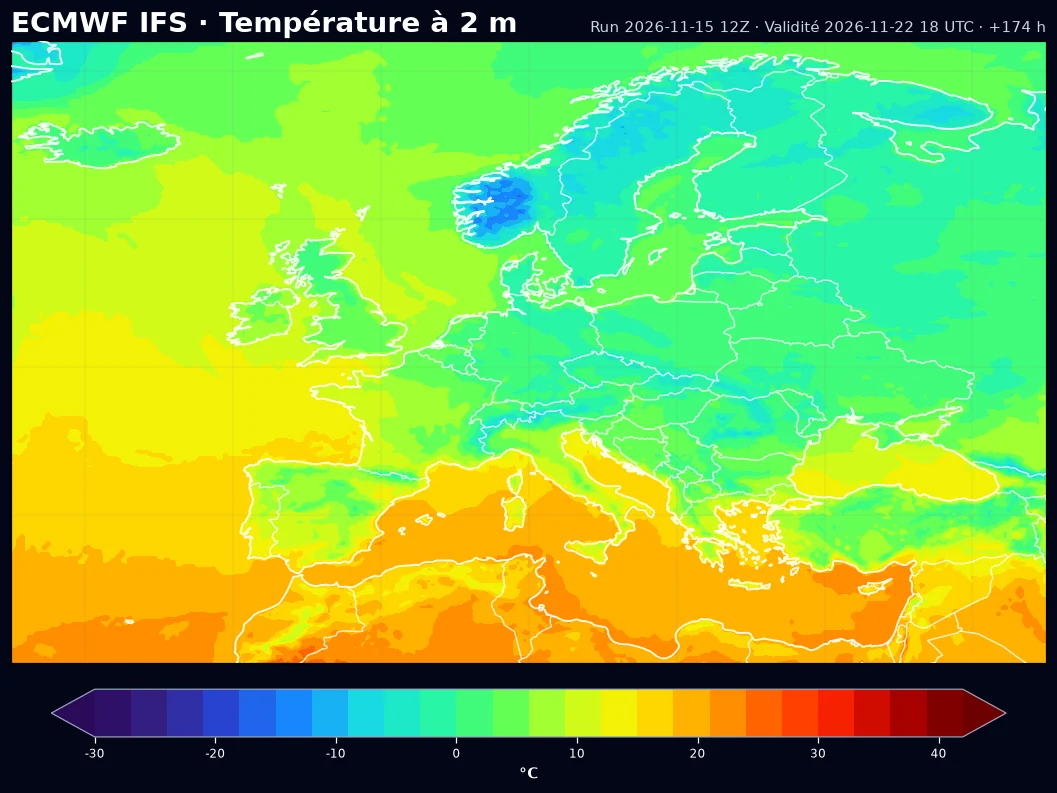 ECMWF IFS · Température à 2 m
Run 2026-11-15 12Z · Validité 2026-11-22 18 UTC · +174 h
-30 -20 -10 0 10 20 30 40
°C